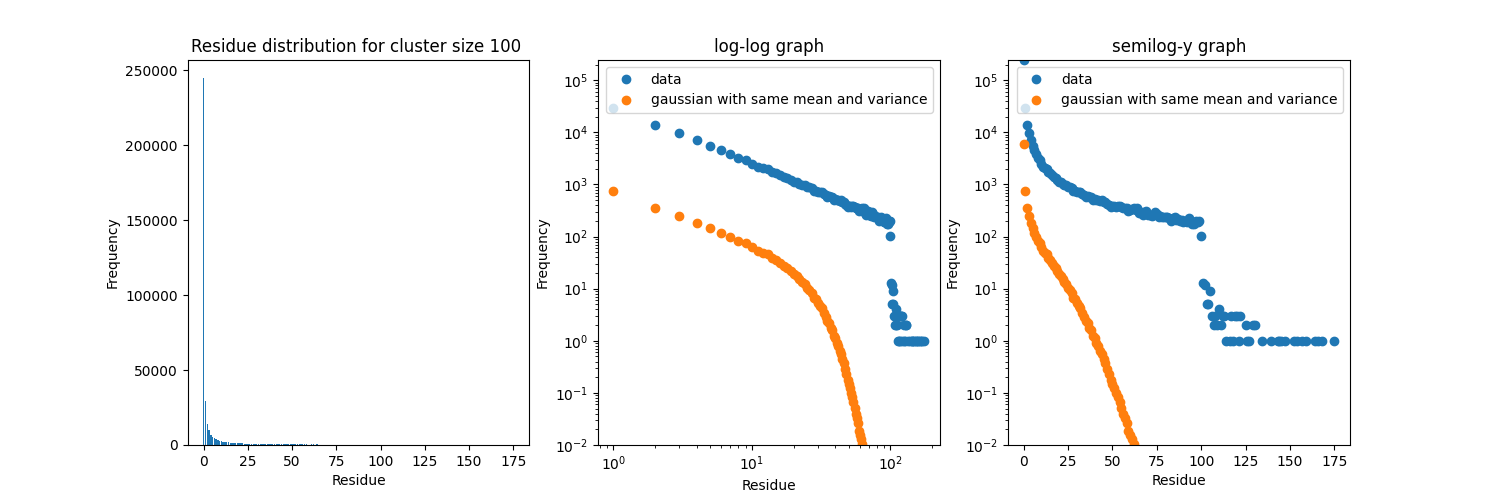 Residue distribution for cluster size 100
250000
200000
150000
100000
50000
0
Frequency
0 25 50 75 100 125 150 175
Residue
log-log graph
data
gaussian with same mean and variance
10^5
10^4
10^3
10^2
10^1
10^0
10^-1
10^-2
Frequency
10^0 10^1 10^2
Residue
semilog-y graph
data
gaussian with same mean and variance
10^5
10^4
10^3
10^2
10^1
10^0
10^-1
10^-2
Frequency
0 25 50 75 100 125 150 175
Residue